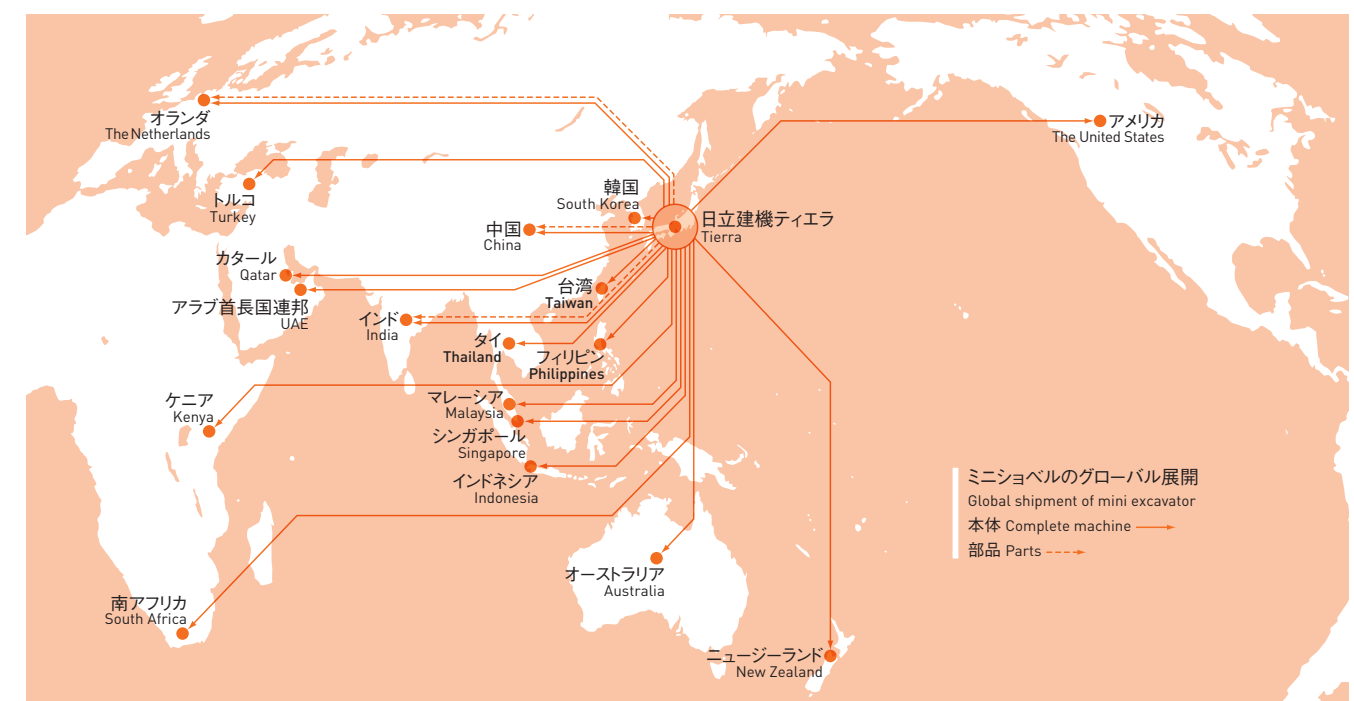 オランダ
The Netherlands
アメリカ
The United States
トルコ
Turkey
韓国
South Korea
中国
China
日立建機ティエラ
Tierra
カタール
Qatar
アラブ首長国連邦
UAE
台湾
Taiwan
インド
India
タイ
Thailand
フィリピン
Philippines
ケニア
Kenya
マレーシア
Malaysia
シンガポール
Singapore
インドネシア
Indonesia
ミニショベルのグローバル展開
Global shipment of mini excavator
本体 Complete machine
部品 Parts
オーストラリア
Australia
南アフリカ
South Africa
ニュージーランド
New Zealand